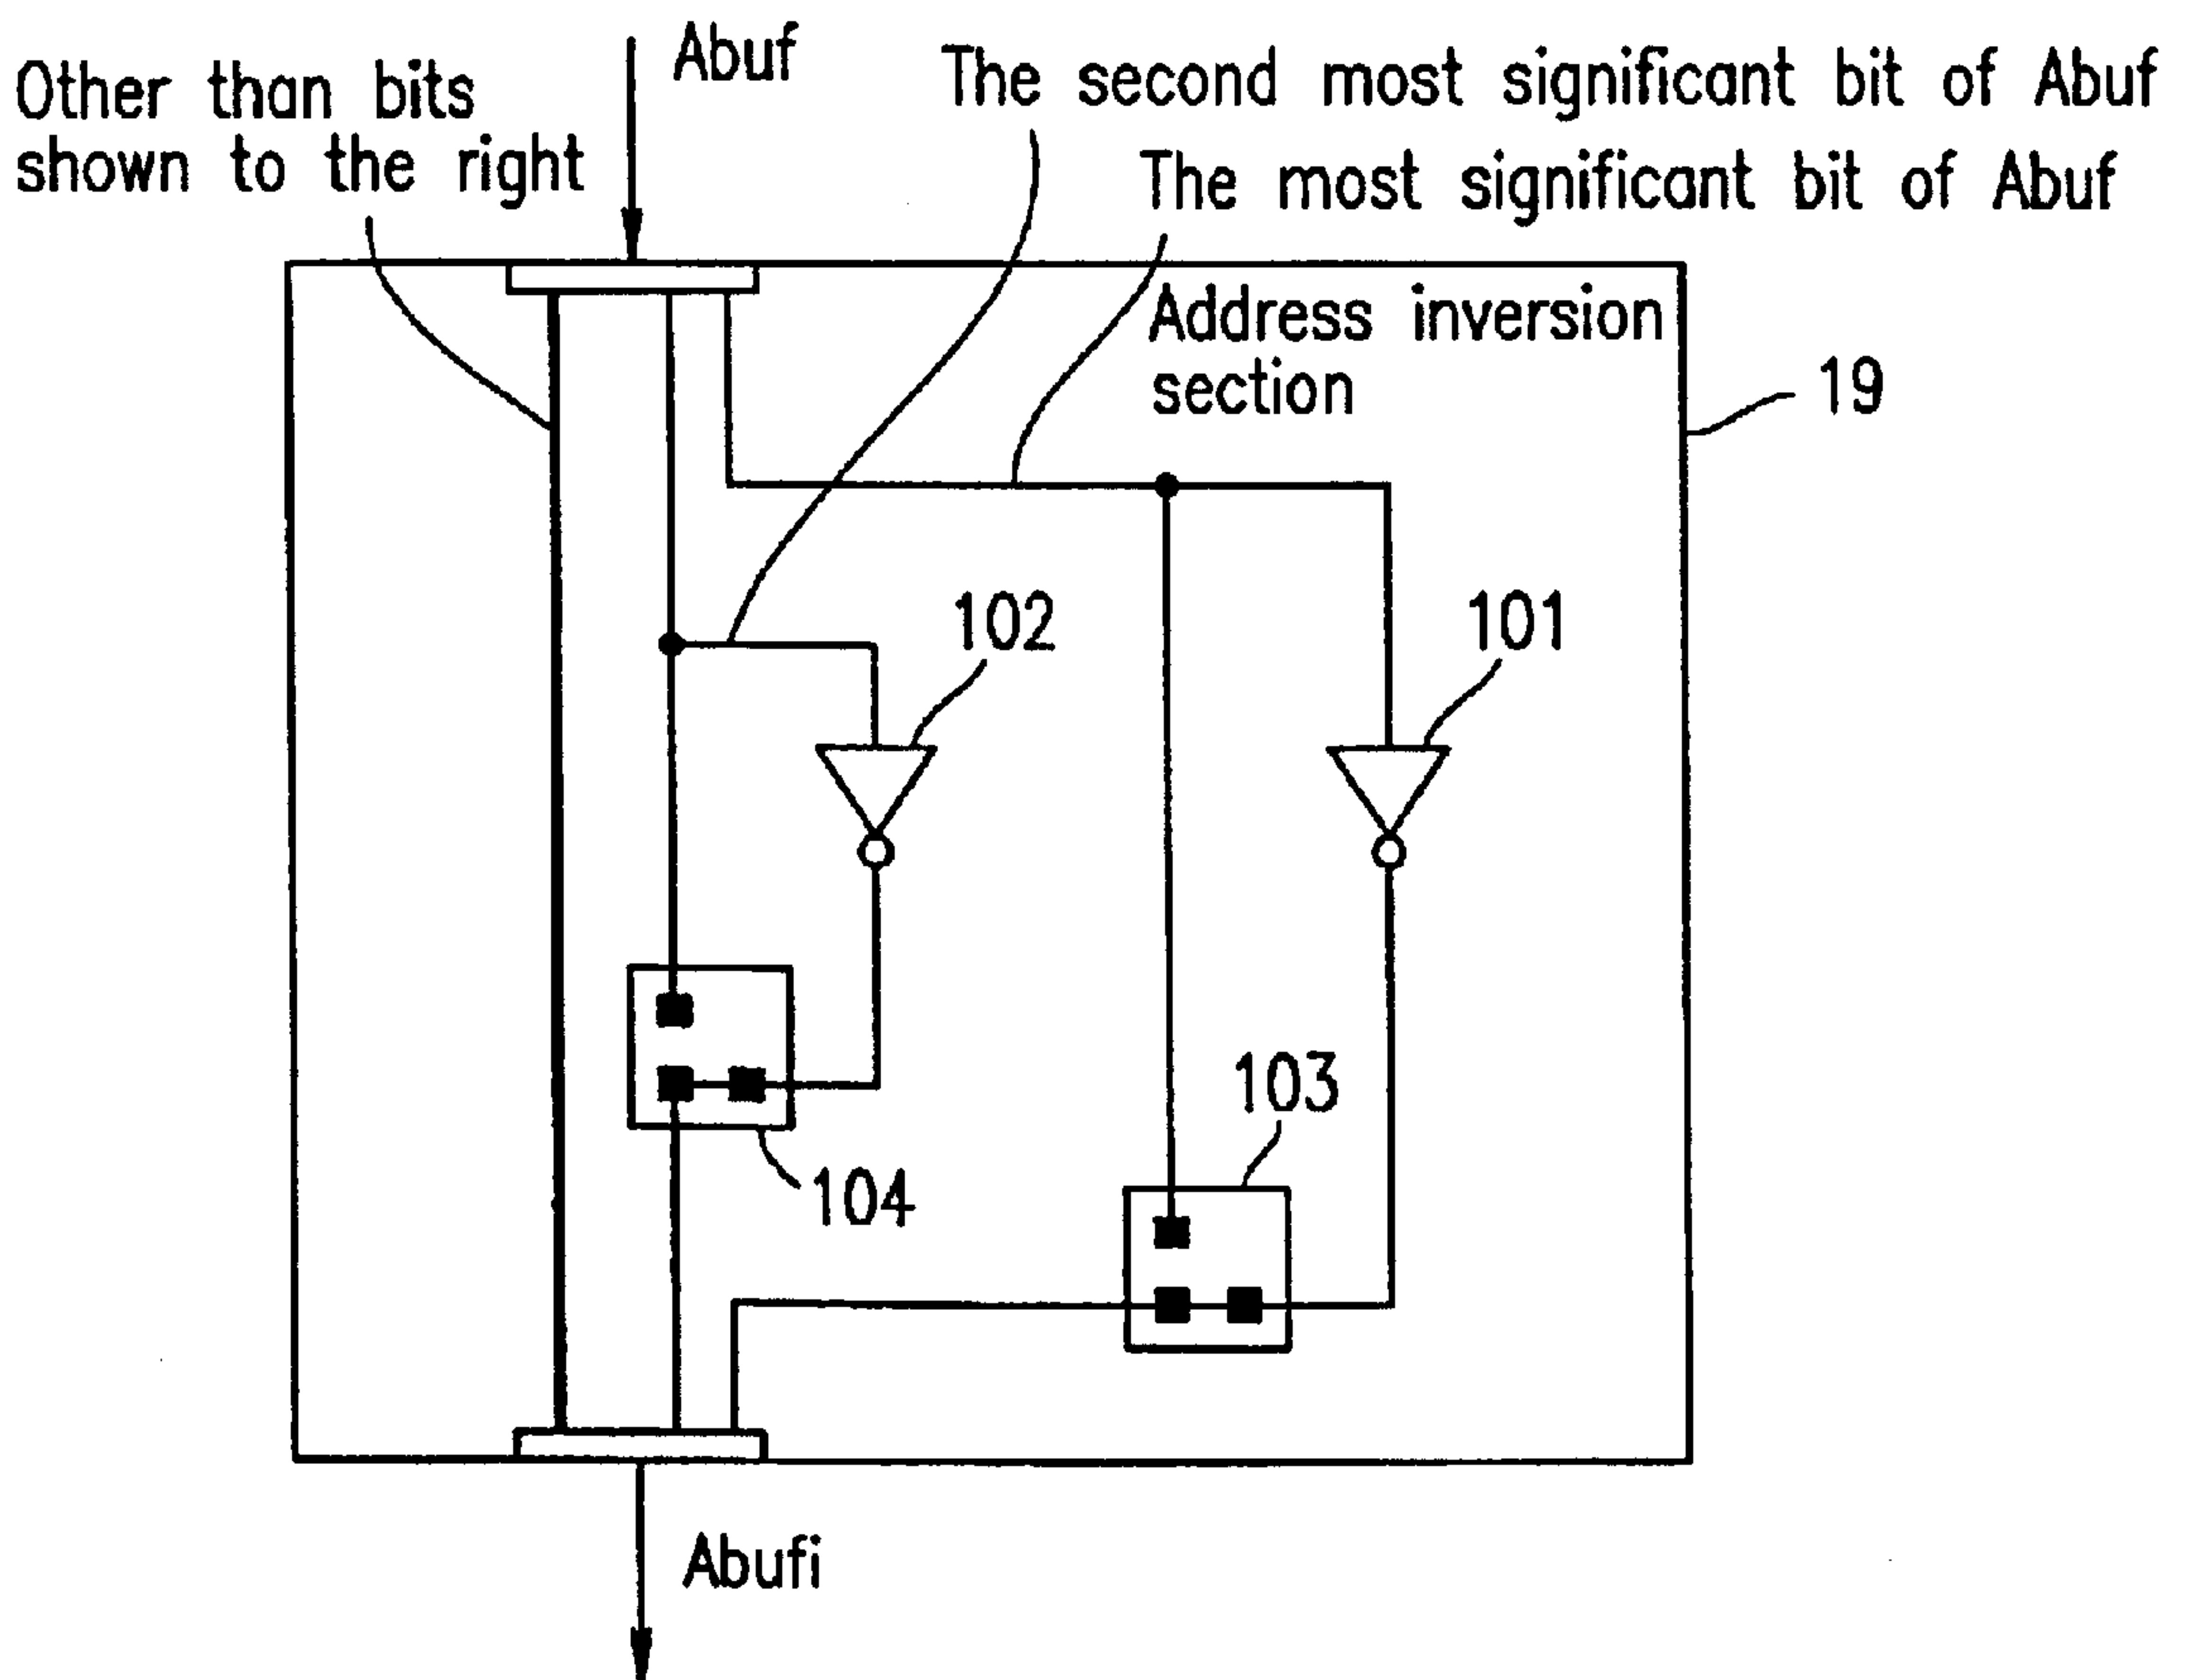 Abuf
Other than bits
shown to the right
The second most significant bit of Abuf
The most significant bit of Abuf
Address inversion
section
19
102
101
103
104
Abufi